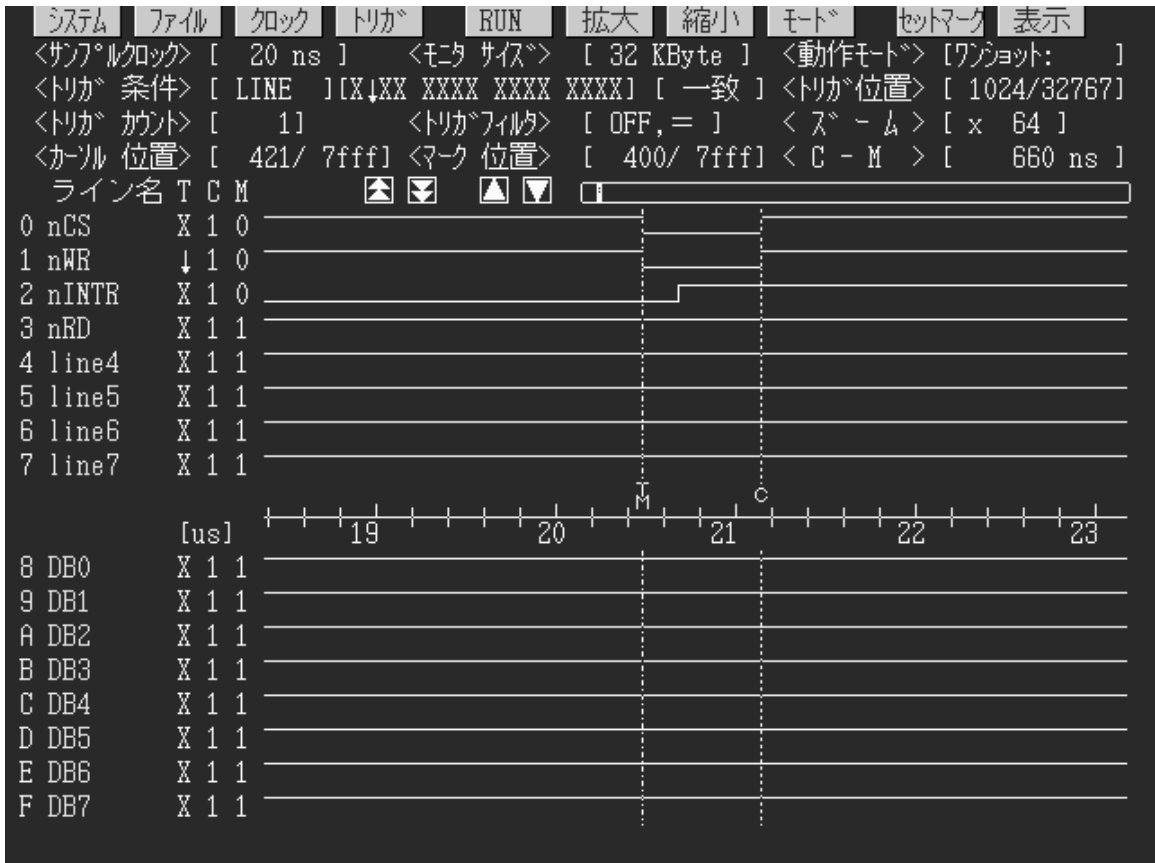 システム ファイル クロック トリガ RUN 拡大 縮小 モード セットマーク 表示
<サンプルクロック> [ 20 ns ] <モニタ サイズ> [ 32 KByte ] <動作モード> [ワンショット: ]
<トリガ 条件> [ LINE ][X↓XX XXXX XXXX XXXX] [ 一致 ] <トリガ位置> [ 1024/32767]
<トリガ カウント> [ 1] <トリガフィルタ> [ OFF,= ] < ズ ー ム > [ x 64 ]
<カーソル 位置> [ 421/ 7fff] <マーク 位置> [ 400/ 7fff] < C - M > [ 660 ns ]
ライン名 T C M
0 nCS X 1 0
1 nWR ↓ 1 0
2 nINTR X 1 0
3 nRD X 1 1
4 line4 X 1 1
5 line5 X 1 1
6 line6 X 1 1
7 line7 X 1 1
T M C
[us] 19 20 21 22 23
8 DB0 X 1 1
9 DB1 X 1 1
A DB2 X 1 1
B DB3 X 1 1
C DB4 X 1 1
D DB5 X 1 1
E DB6 X 1 1
F DB7 X 1 1